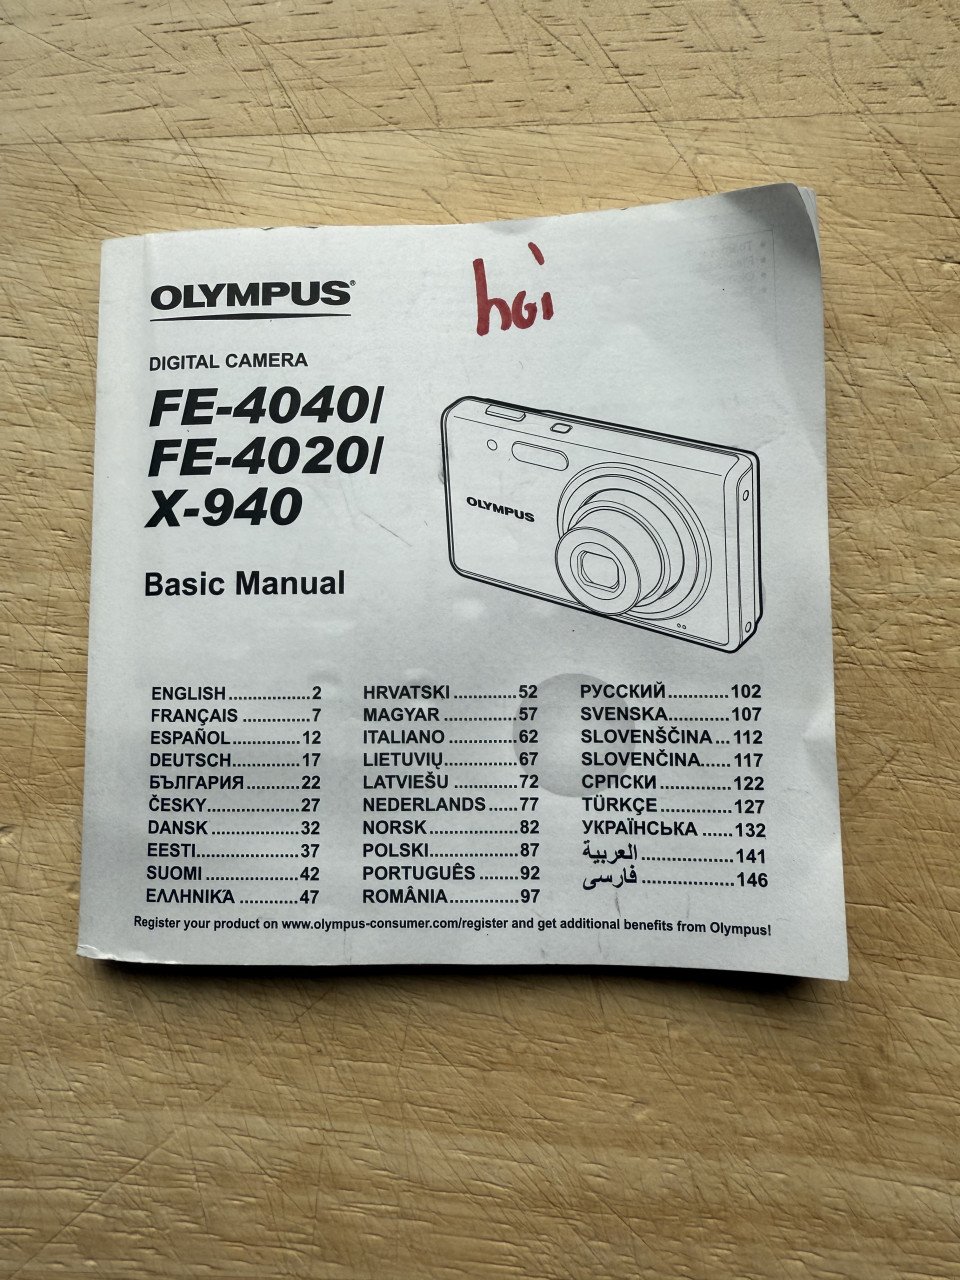 OLYMPUS®
hoi
DIGITAL CAMERA
FE-4040/
FE-4020/
X-940
OLYMPUS
Basic Manual
ENGLISH.................2
FRANÇAIS ..............7
ESPAÑOL..............12
DEUTSCH..............17
БЪЛГАРИЯ...........22
ČESKY...................27
DANSK ..................32
EESTI.....................37
SUOMI ...................42
ΕΛΛΗΝΙΚΆ ............47
HRVATSKI .............52
MAGYAR ...............57
ITALIANO ..............62
LIETUVIŲ................67
LATVIEŠU ..............72
NEDERLANDS ......77
NORSK...................82
POLSKI...................87
PORTUGUÊS ........92
ROMÂNIA...............97
РУССКИЙ.............102
SVENSKA.............107
SLOVENŠČINA ...112
SLOVENČINA......117
СРПСКИ ..............122
TÜRKÇE ...............127
УКРАЇНСЬКА ......132
العربية ...................141
فارسی ...................146
Register your product on www.olympus-consumer.com/register and get additional benefits from Olympus!